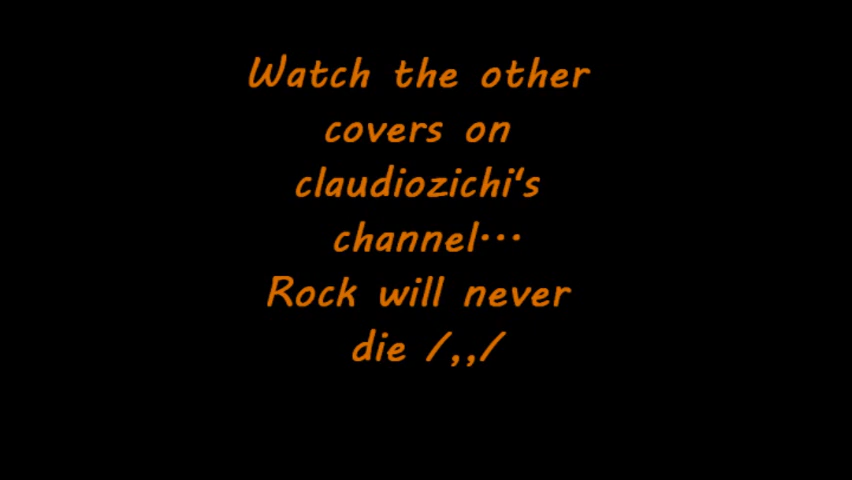 Watch the other
covers on
claudiozichi's
channel...
Rock will never
die /,,/